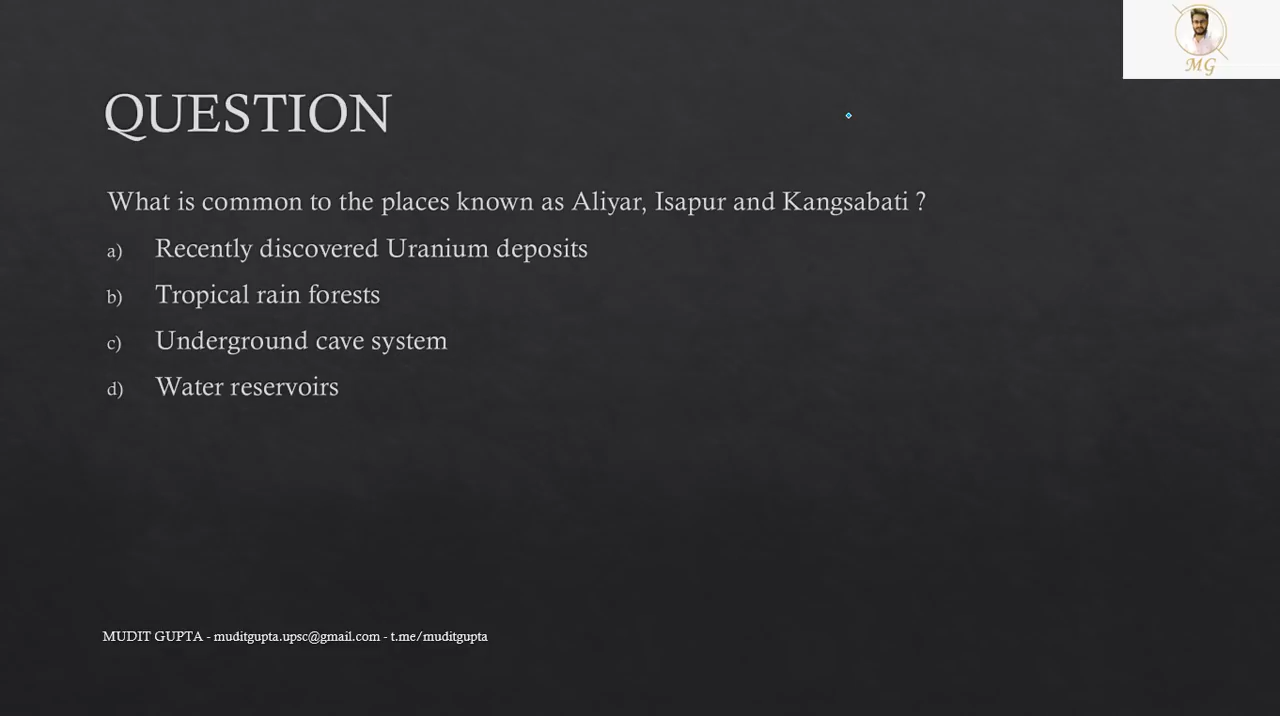 MG
QUESTION
What is common to the places known as Aliyar, Isapur and Kangsabati ?
a) Recently discovered Uranium deposits
b) Tropical rain forests
c) Underground cave system
d) Water reservoirs
MUDIT GUPTA - muditgupta.upsc@gmail.com - t.me/muditgupta